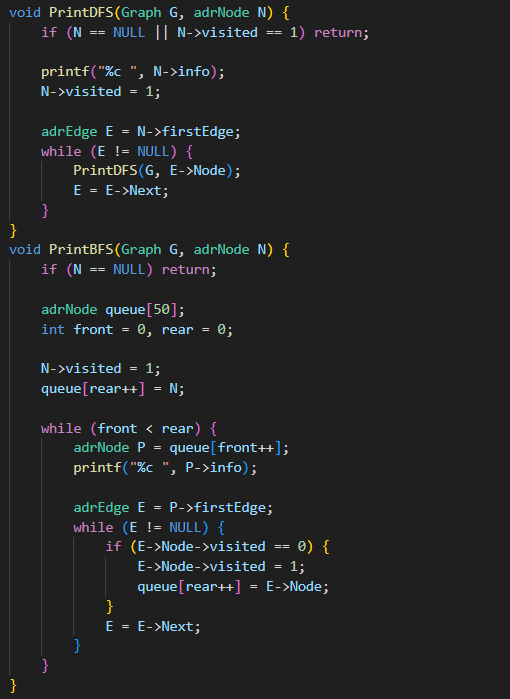 void PrintDFS(Graph G, adrNode N) {
    if (N == NULL || N->visited == 1) return;

    printf("%c ", N->info);
    N->visited = 1;

    adrEdge E = N->firstEdge;
    while (E != NULL) {
        PrintDFS(G, E->Node);
        E = E->Next;
    }
}
void PrintBFS(Graph G, adrNode N) {
    if (N == NULL) return;

    adrNode queue[50];
    int front = 0, rear = 0;

    N->visited = 1;
    queue[rear++] = N;

    while (front < rear) {
        adrNode P = queue[front++];
        printf("%c ", P->info);

        adrEdge E = P->firstEdge;
        while (E != NULL) {
            if (E->Node->visited == 0) {
                E->Node->visited = 1;
                queue[rear++] = E->Node;
            }
            E = E->Next;
        }
    }
}